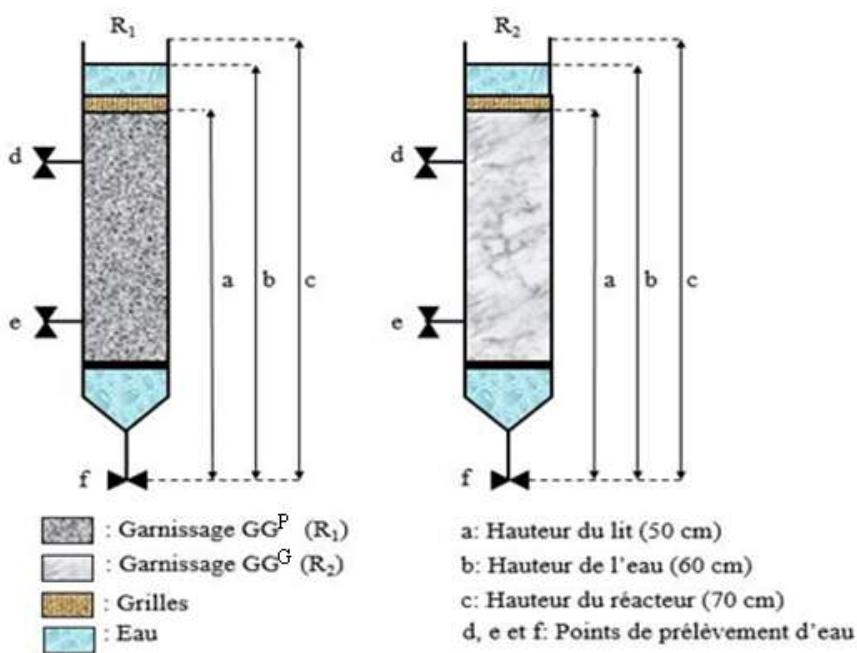 R₁
R₂
d
d
e
e
a
b
c
a
b
c
f
f
: Garnissage GGᴾ (R₁)
: Garnissage GGᴳ (R₂)
: Grilles
: Eau
a: Hauteur du lit (50 cm)
b: Hauteur de l’eau (60 cm)
c: Hauteur du réacteur (70 cm)
d, e et f: Points de prélèvement d’eau